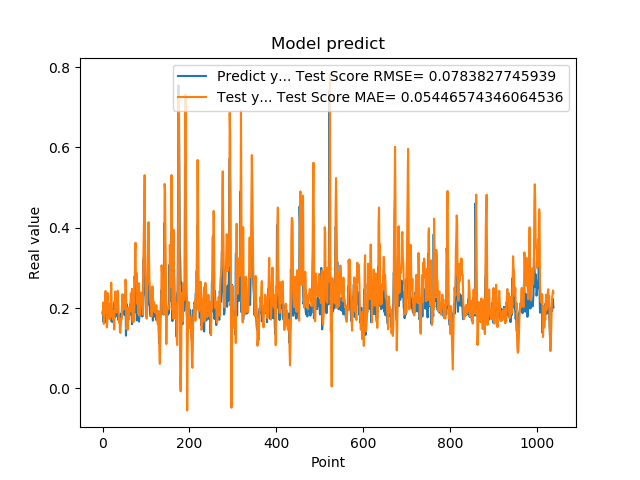 Model predict
Predict y... Test Score RMSE= 0.0783827745939
Test y... Test Score MAE= 0.05446574346064536
0.8
0.6
0.4
0.2
0.0
Real value
0 200 400 600 800 1000
Point